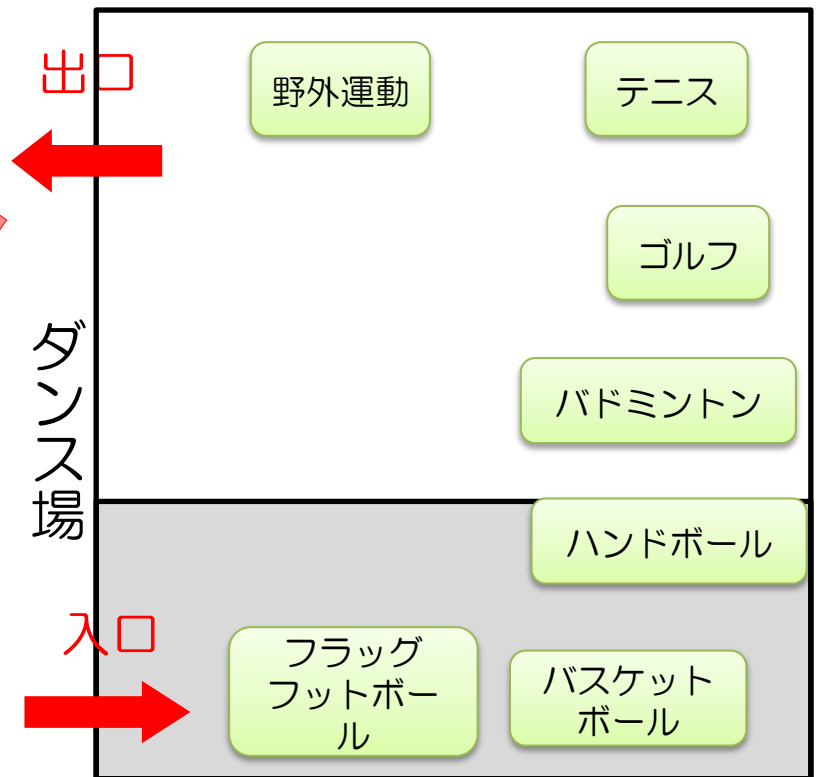 出口
野外運動
テニス
ゴルフ
ダンス場
バドミントン
ハンドボール
入口
フラッグ
フットボー
ル
バスケット
ボール